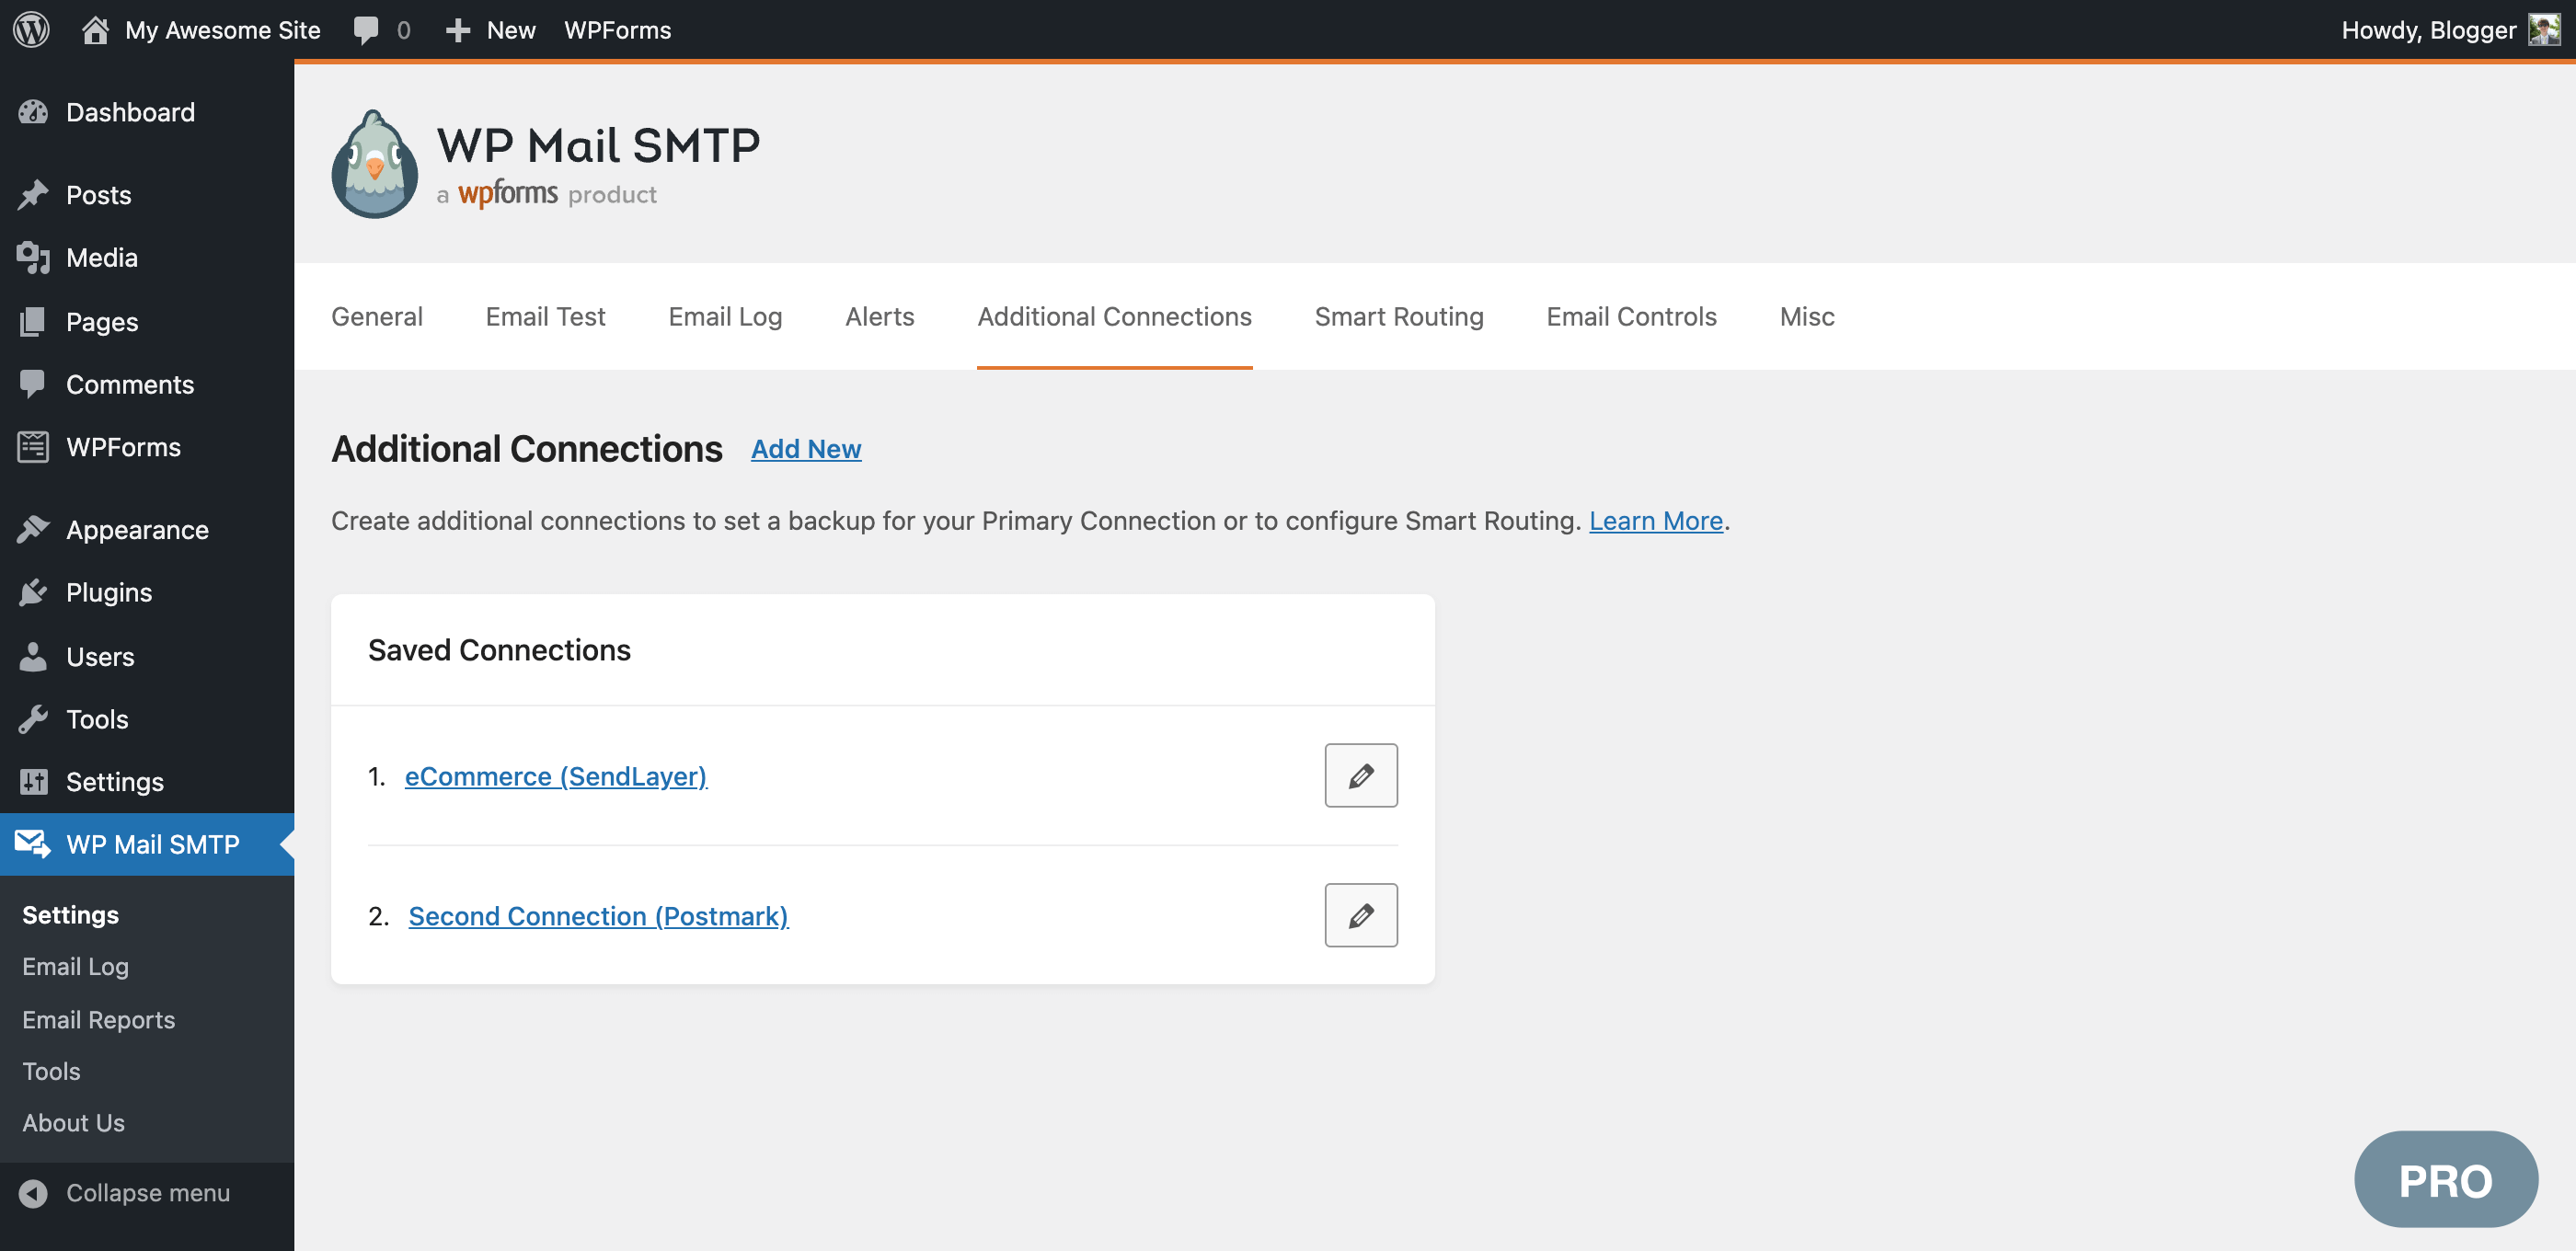 My Awesome Site 0 New WPForms Howdy, Blogger
Dashboard
Posts
Media
Pages
Comments
WPForms
Appearance
Plugins
Users
Tools
Settings
WP Mail SMTP
Settings
Email Log
Email Reports
Tools
About Us
Collapse menu
WP Mail SMTP
a wpforms product
General Email Test Email Log Alerts Additional Connections Smart Routing Email Controls Misc
Additional Connections Add New
Create additional connections to set a backup for your Primary Connection or to configure Smart Routing. Learn More.
Saved Connections
1. eCommerce (SendLayer)
2. Second Connection (Postmark)
PRO